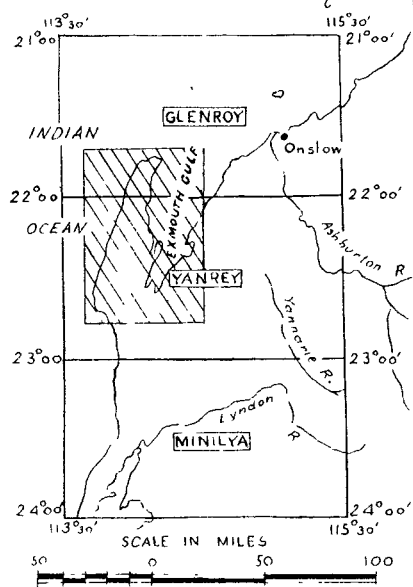 113°30' 115°30'
21°00' 21°00'
GLENROY
INDIAN
Onslow
EXMOUTH GULF
22°00' 22°00'
OCEAN
Ashburton R
YANREY
Yannarie R.
23°00' 23°00'
Lyndon R
MINILYA
24°00' 24°00'
113°30' 115°30'
SCALE IN MILES
50 0 50 100